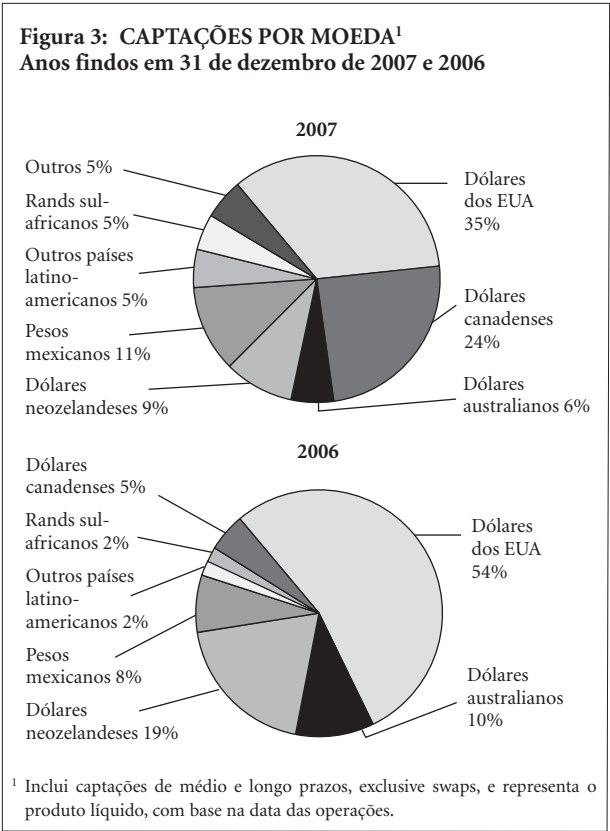 Figura 3: CAPTAÇÕES POR MOEDA¹
Anos findos em 31 de dezembro de 2007 e 2006
2007
Outros 5%
Rands sul-
africanos 5%
Outros países
latino-
americanos 5%
Pesos
mexicanos 11%
Dólares
neozelandeses 9%
Dólares
dos EUA
35%
Dólares
canadenses
24%
Dólares
australianos 6%
2006
Dólares
canadenses 5%
Rands sul-
africanos 2%
Outros países
latino-
americanos 2%
Pesos
mexicanos 8%
Dólares
neozelandeses 19%
Dólares
dos EUA
54%
Dólares
australianos
10%
¹ Inclui captações de médio e longo prazos, exclusive swaps, e representa o
produto líquido, com base na data das operações.